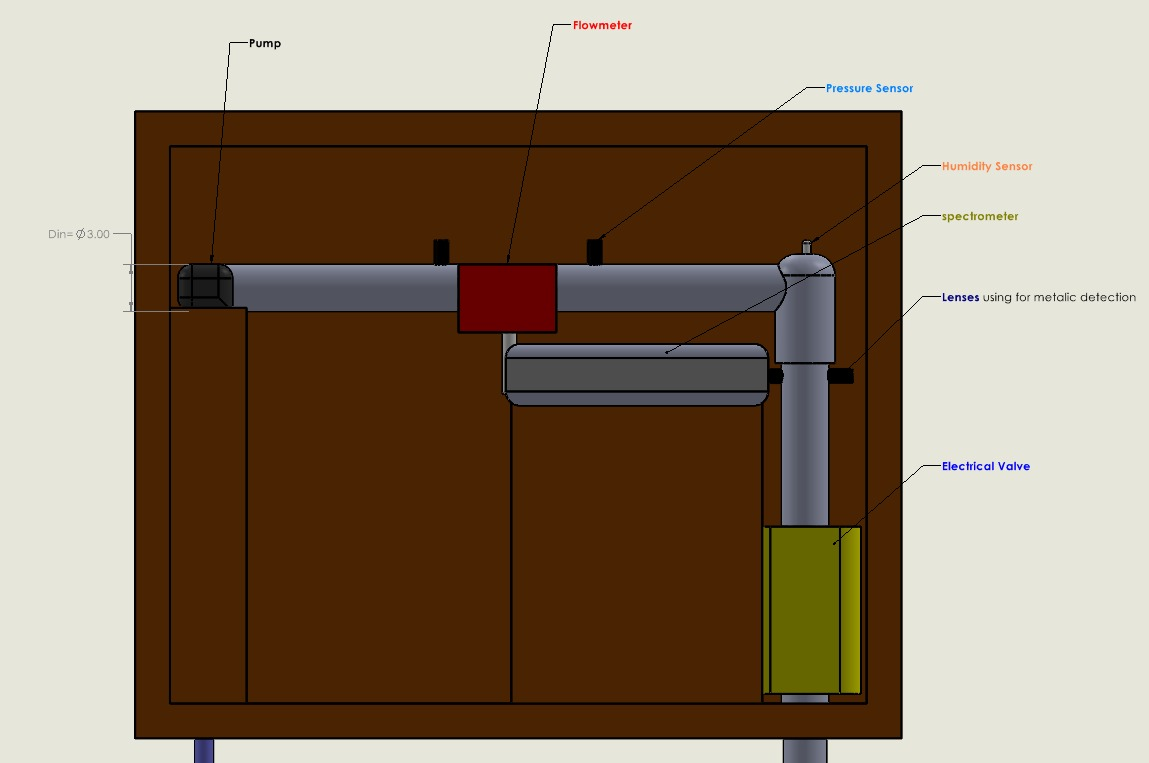 Flowmeter
Pump
Pressure Sensor
Humidity Sensor
spectrometer
Din= Ø3.00
Lenses using for metalic detection
Electrical Valve